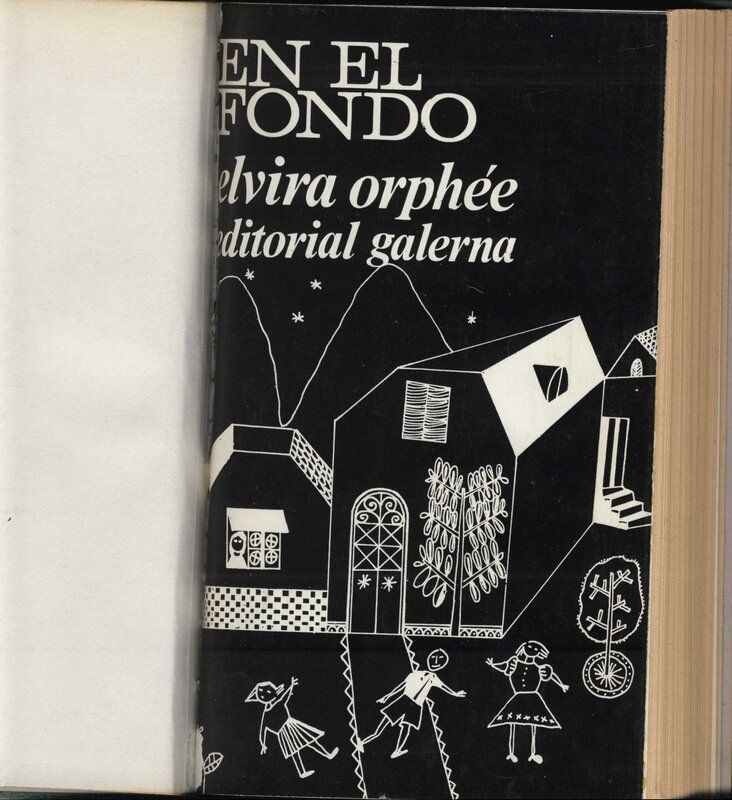 EN EL
FONDO
elvira orphée
editorial galerna